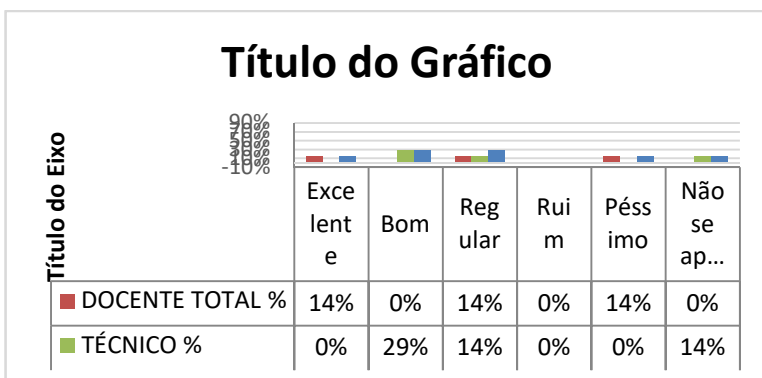 Título do Gráfico
Título do Eixo
90%
-10%
Exce
lent
e
Bom
Reg
ular
Rui
m
Péss
imo
Não
se
ap...
DOCENTE TOTAL % 14% 0% 14% 0% 14% 0%
TÉCNICO % 0% 29% 14% 0% 0% 14%